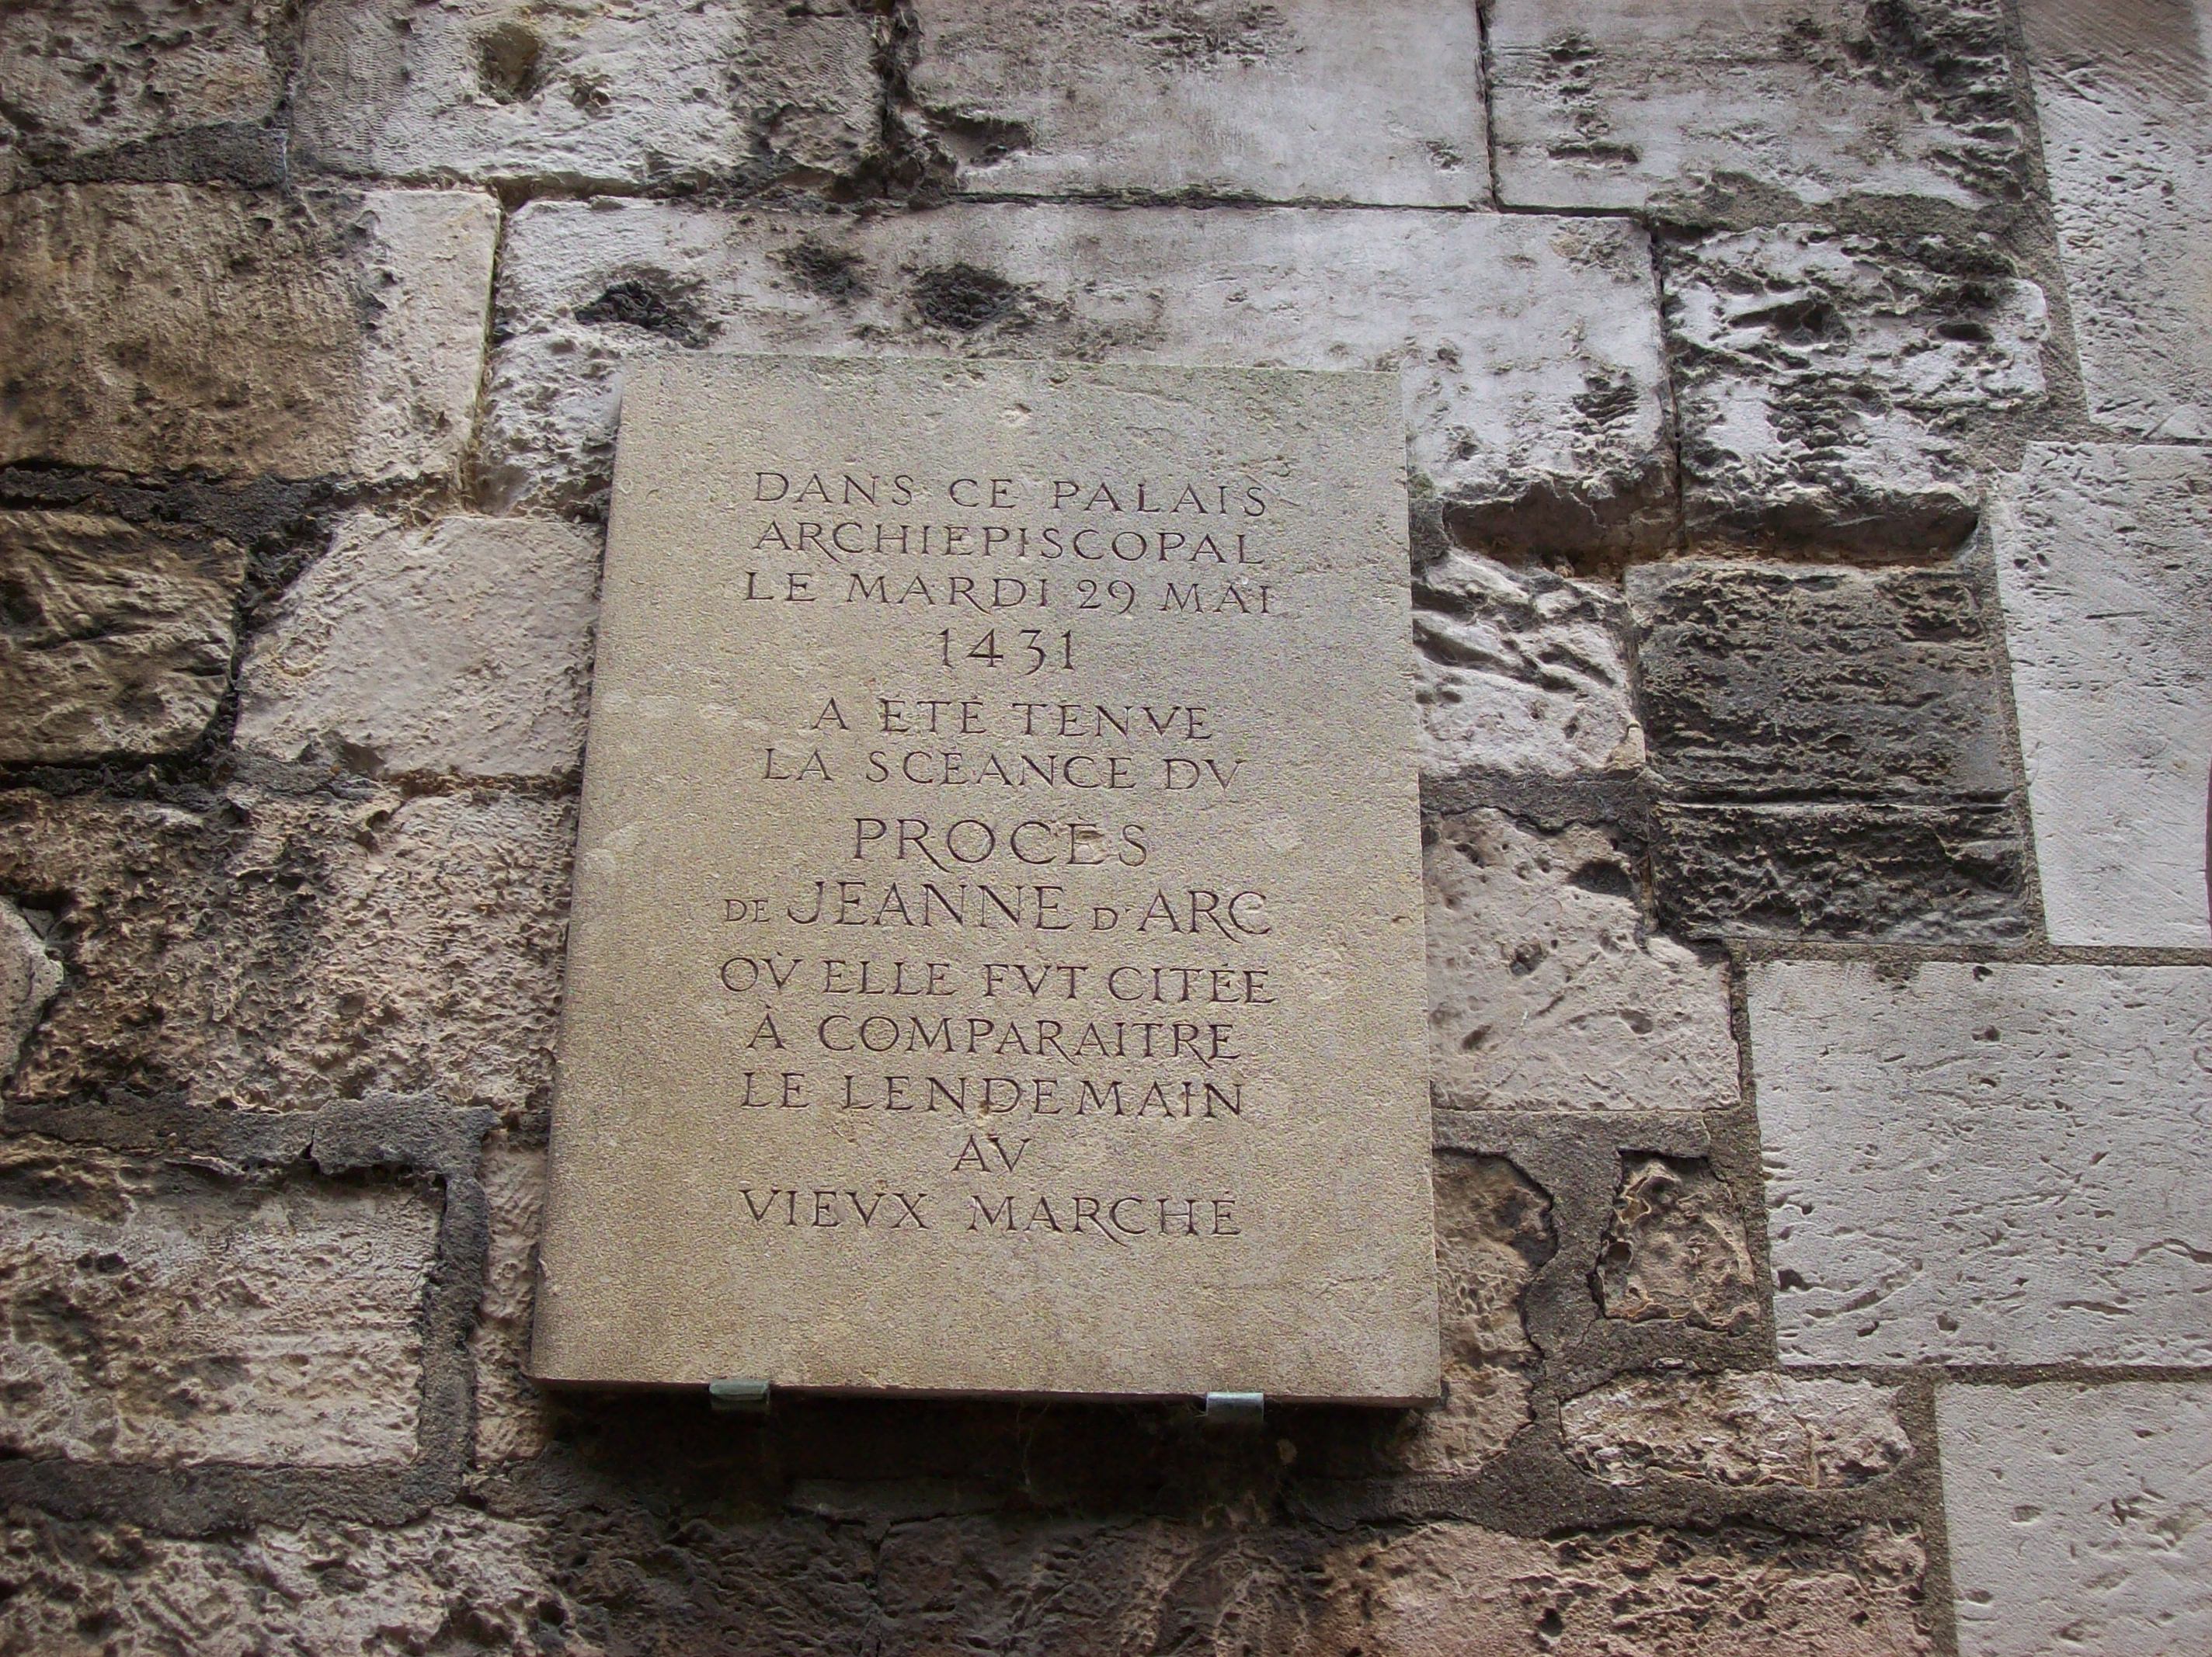 DANS CE PALAIS
ARCHIEPISCOPAL
LE MARDI 29 MAI
1431
A ÉTÉ TENVE
LA SCÉANCE DV
PROCÈS
DE JEANNE D'ARC
OV ELLE FVT CITÉE
À COMPARAITRE
LE LENDEMAIN
AV
VIEVX MARCHÉ